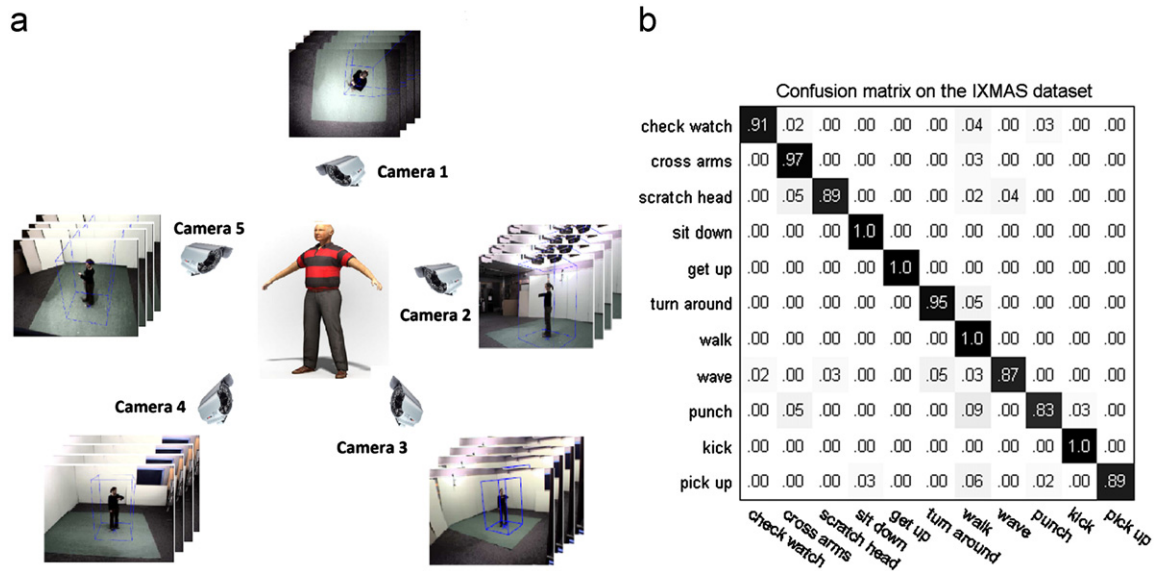 a
Camera 1
Camera 5
Camera 2
Camera 4
Camera 3
b
Confusion matrix on the IXMAS dataset
check watch .91 .02 .00 .00 .00 .00 .04 .00 .03 .00 .00
cross arms .00 .97 .00 .00 .00 .00 .03 .00 .00 .00 .00
scratch head .00 .05 .89 .00 .00 .00 .02 .04 .00 .00 .00
sit down .00 .00 .00 1.0 .00 .00 .00 .00 .00 .00 .00
get up .00 .00 .00 .00 1.0 .00 .00 .00 .00 .00 .00
turn around .00 .00 .00 .00 .00 .95 .05 .00 .00 .00 .00
walk .00 .00 .00 .00 .00 .00 1.0 .00 .00 .00 .00
wave .02 .00 .03 .00 .00 .05 .03 .87 .00 .00 .00
punch .00 .05 .00 .00 .00 .00 .09 .00 .83 .03 .00
kick .00 .00 .00 .00 .00 .00 .00 .00 .00 1.0 .00
pick up .00 .00 .00 .03 .00 .00 .06 .00 .02 .00 .89
check watch cross arms scratch head sit down get up turn around walk wave punch kick pick up